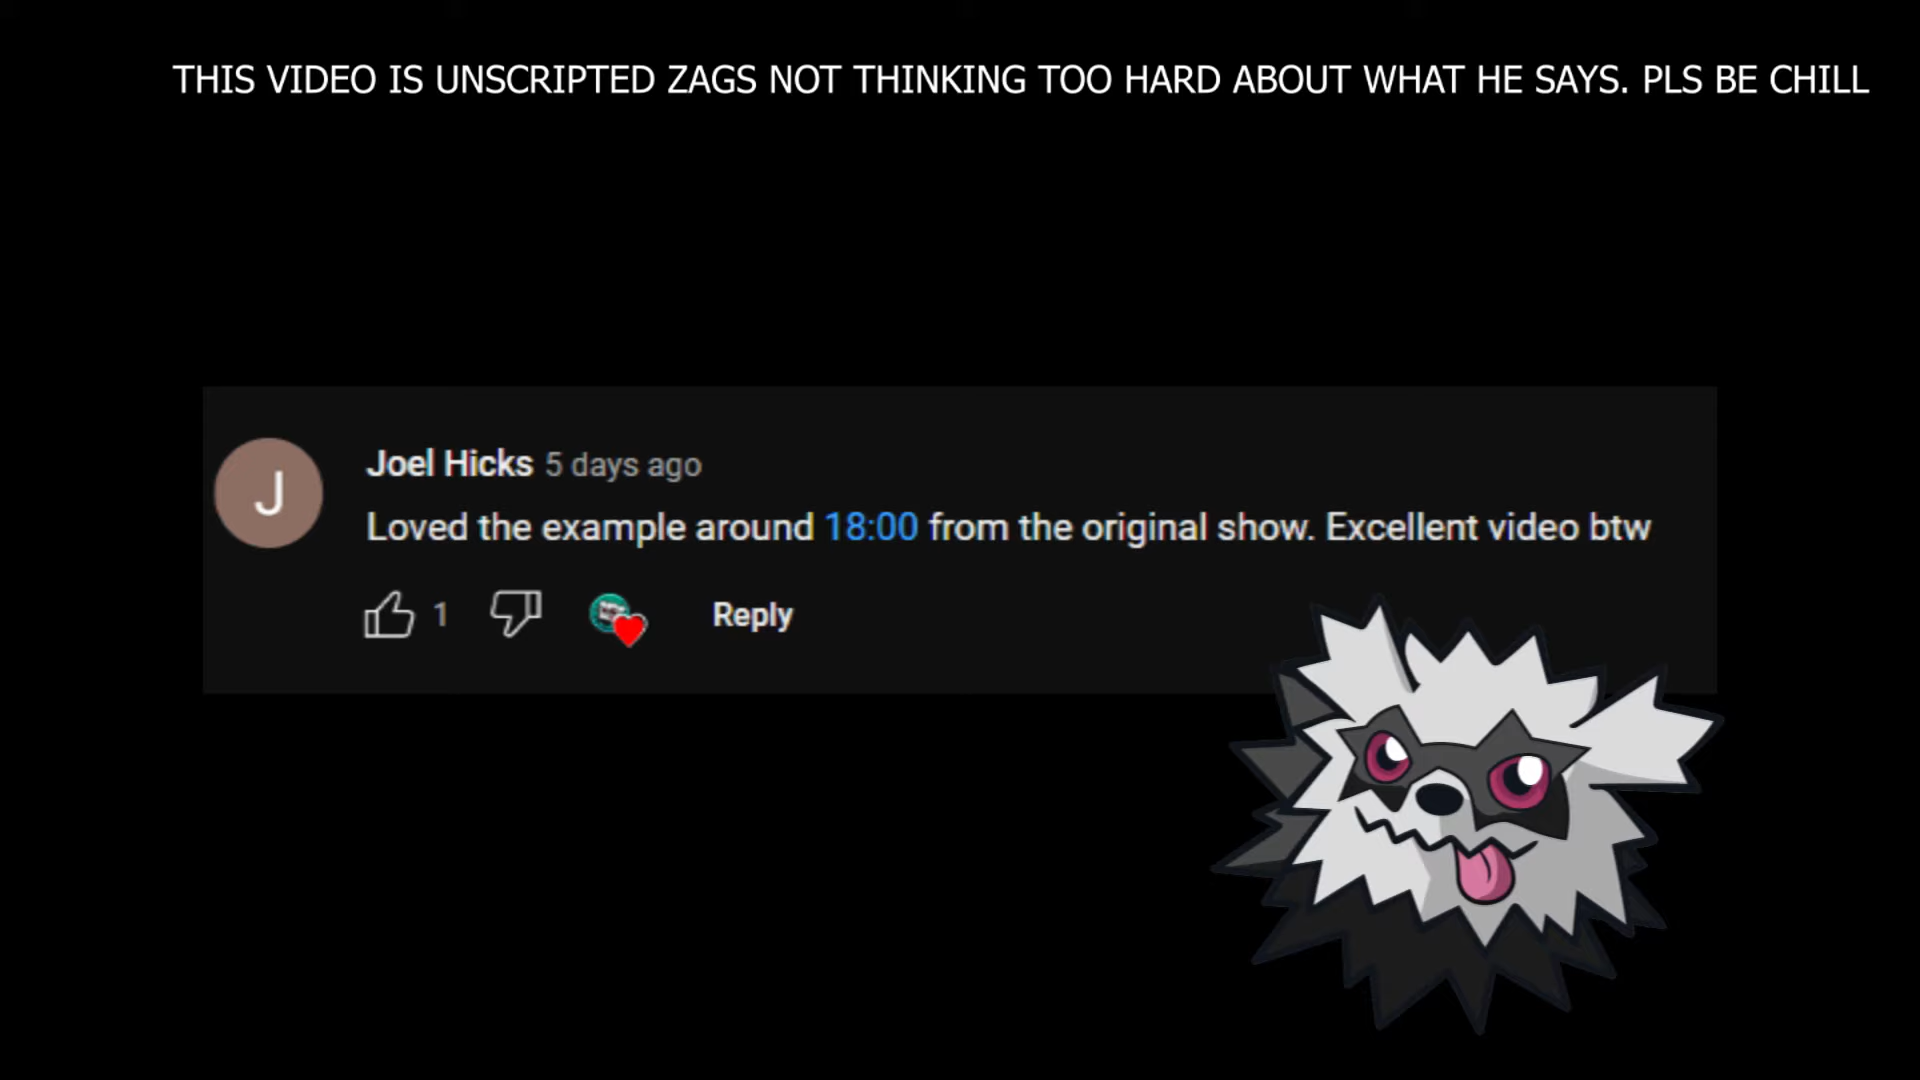 THIS VIDEO IS UNSCRIPTED ZAGS NOT THINKING TOO HARD ABOUT WHAT HE SAYS. PLS BE CHILL
J
Joel Hicks 5 days ago
Loved the example around 18:00 from the original show. Excellent video btw
1
Reply